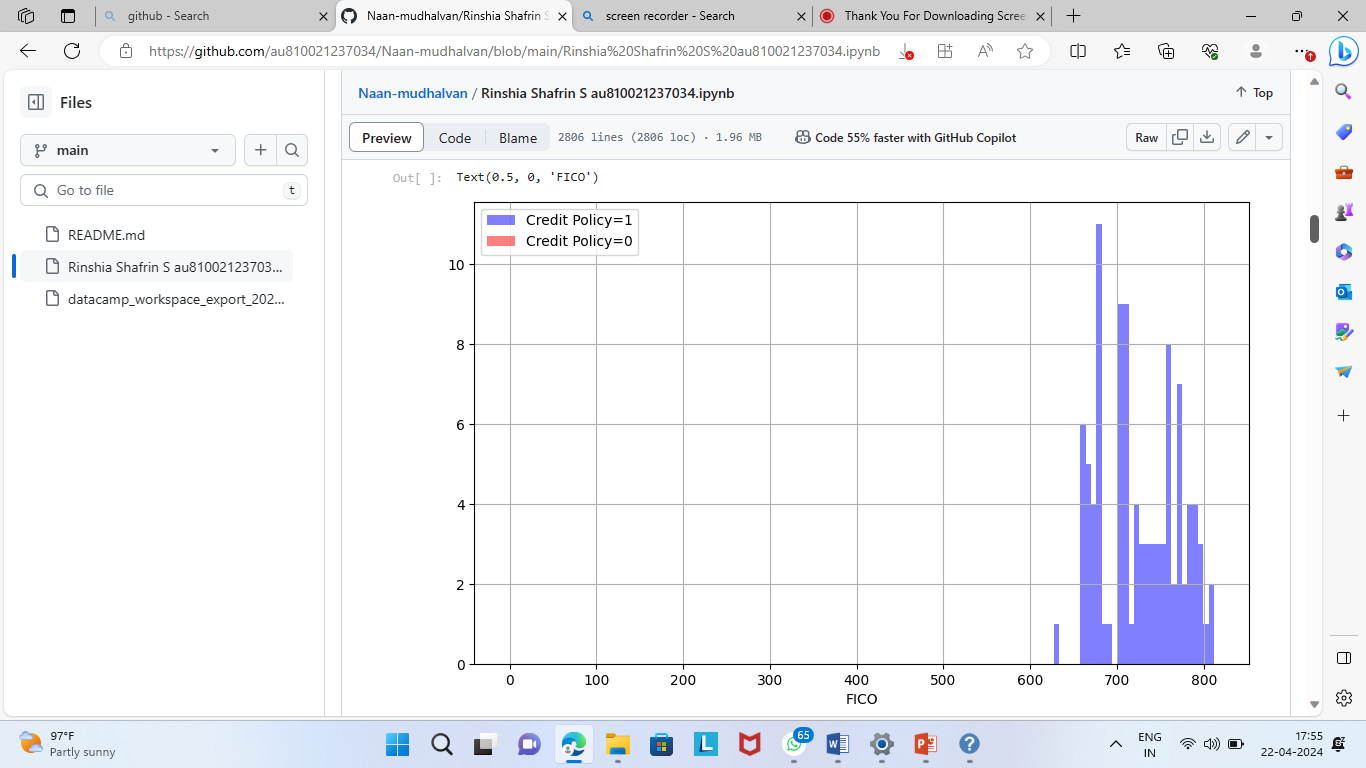 github - Search
Naan-mudhalvan/Rinshia Shafrin S
screen recorder - Search
Thank You For Downloading Scree
https://github.com/au810021237034/Naan-mudhalvan/blob/main/Rinshia%20Shafrin%20S%20au810021237034.ipynb
Files
Naan-mudhalvan / Rinshia Shafrin S au810021237034.ipynb
Top
main
Preview
Code
Blame
2806 lines (2806 loc) · 1.96 MB
Code 55% faster with GitHub Copilot
Raw
Go to file
t
README.md
Rinshia Shafrin S au81002123703...
datacamp_workspace_export_202...
Out[ ]:
Text(0.5, 0, 'FICO')
Credit Policy=1
Credit Policy=0
10
8
6
4
2
0
0 100 200 300 400 500 600 700 800
FICO
97°F
Partly sunny
65
ENG
IN
17:55
22-04-2024